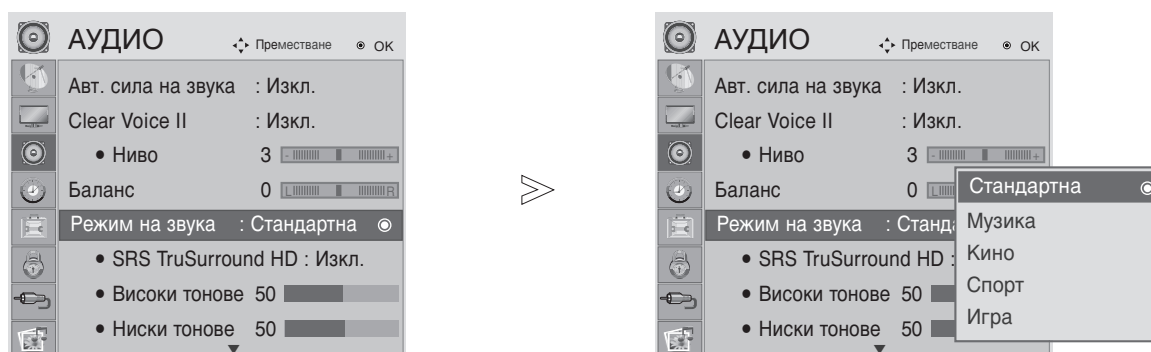 АУДИО Преместване OK
Авт. сила на звука : Изкл.
Clear Voice II : Изкл.
• Ниво 3 - +
Баланс 0 L R
Режим на звука : Стандартна
• SRS TruSurround HD : Изкл.
• Високи тонове 50
• Ниски тонове 50
АУДИО Преместване OK
Авт. сила на звука : Изкл.
Clear Voice II : Изкл.
• Ниво 3 - +
Баланс 0 L
Режим на звука : Станда
• SRS TruSurround HD :
• Високи тонове 50
• Ниски тонове 50
Стандартна
Музика
Кино
Спорт
Игра